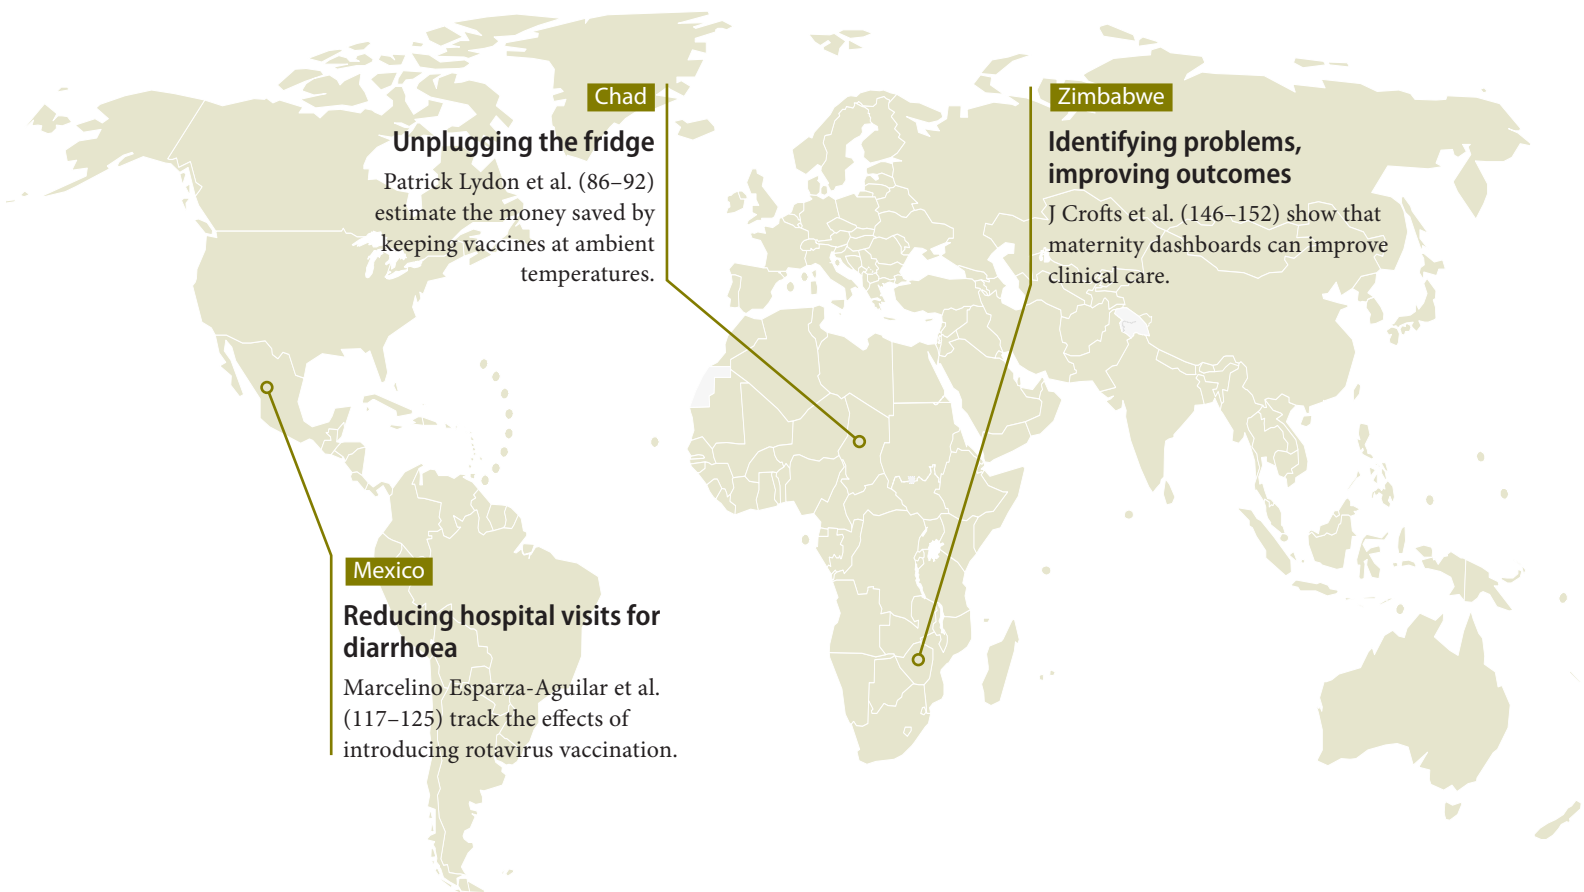 Chad
Unplugging the fridge
Patrick Lydon et al. (86–92)
estimate the money saved by
keeping vaccines at ambient
temperatures.
Zimbabwe
Identifying problems,
improving outcomes
J Crofts et al. (146–152) show that
maternity dashboards can improve
clinical care.
Mexico
Reducing hospital visits for
diarrhoea
Marcelino Esparza-Aguilar et al.
(117–125) track the effects of
introducing rotavirus vaccination.